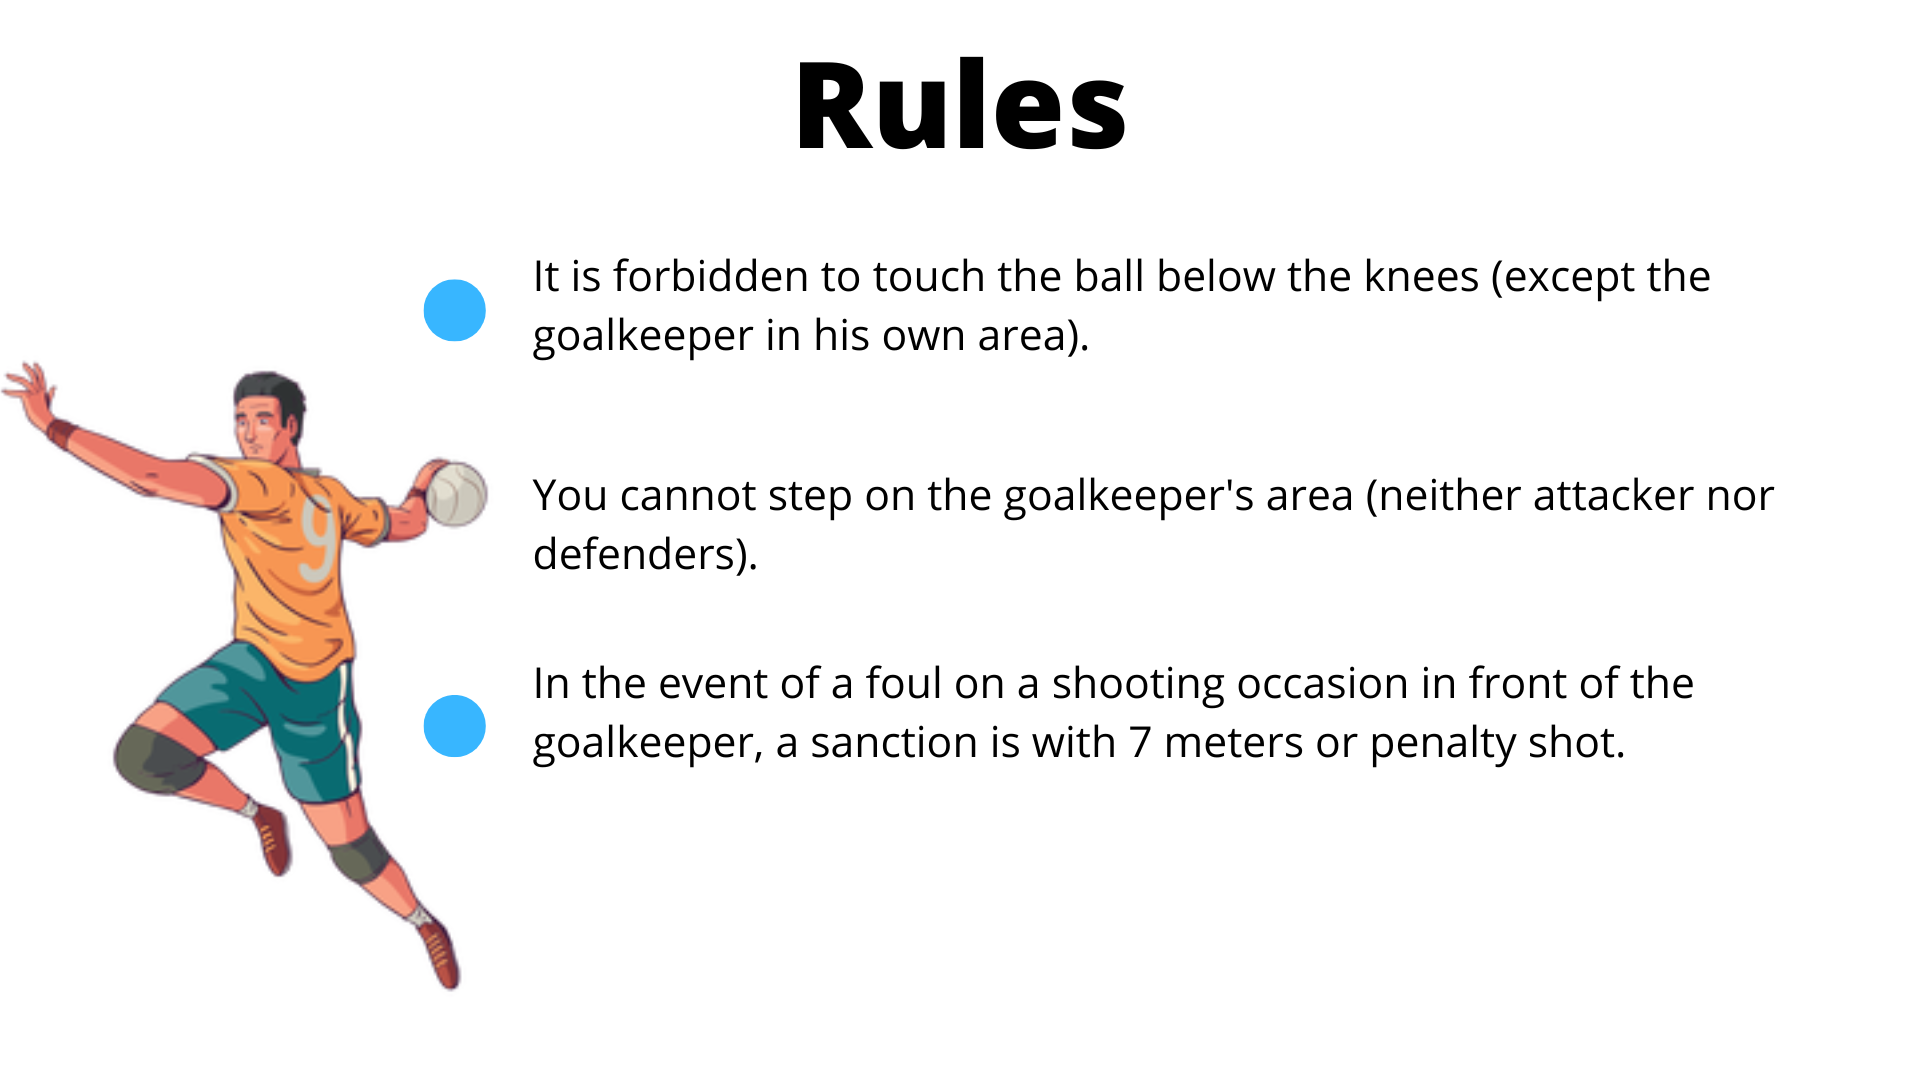 Rules
It is forbidden to touch the ball below the knees (except the
goalkeeper in his own area).
You cannot step on the goalkeeper's area (neither attacker nor
defenders).
In the event of a foul on a shooting occasion in front of the
goalkeeper, a sanction is with 7 meters or penalty shot.
9